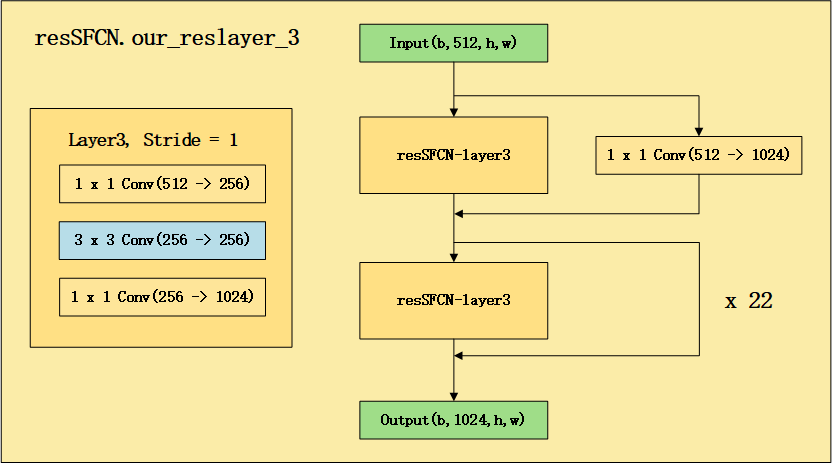 resSFCN.our_reslayer_3
Input(b,512,h,w)
Layer3, Stride = 1
1 x 1 Conv(512 -> 256)
3 x 3 Conv(256 -> 256)
1 x 1 Conv(256 -> 1024)
resSFCN-layer3
1 x 1 Conv(512 -> 1024)
resSFCN-layer3
x 22
Output(b,1024,h,w)